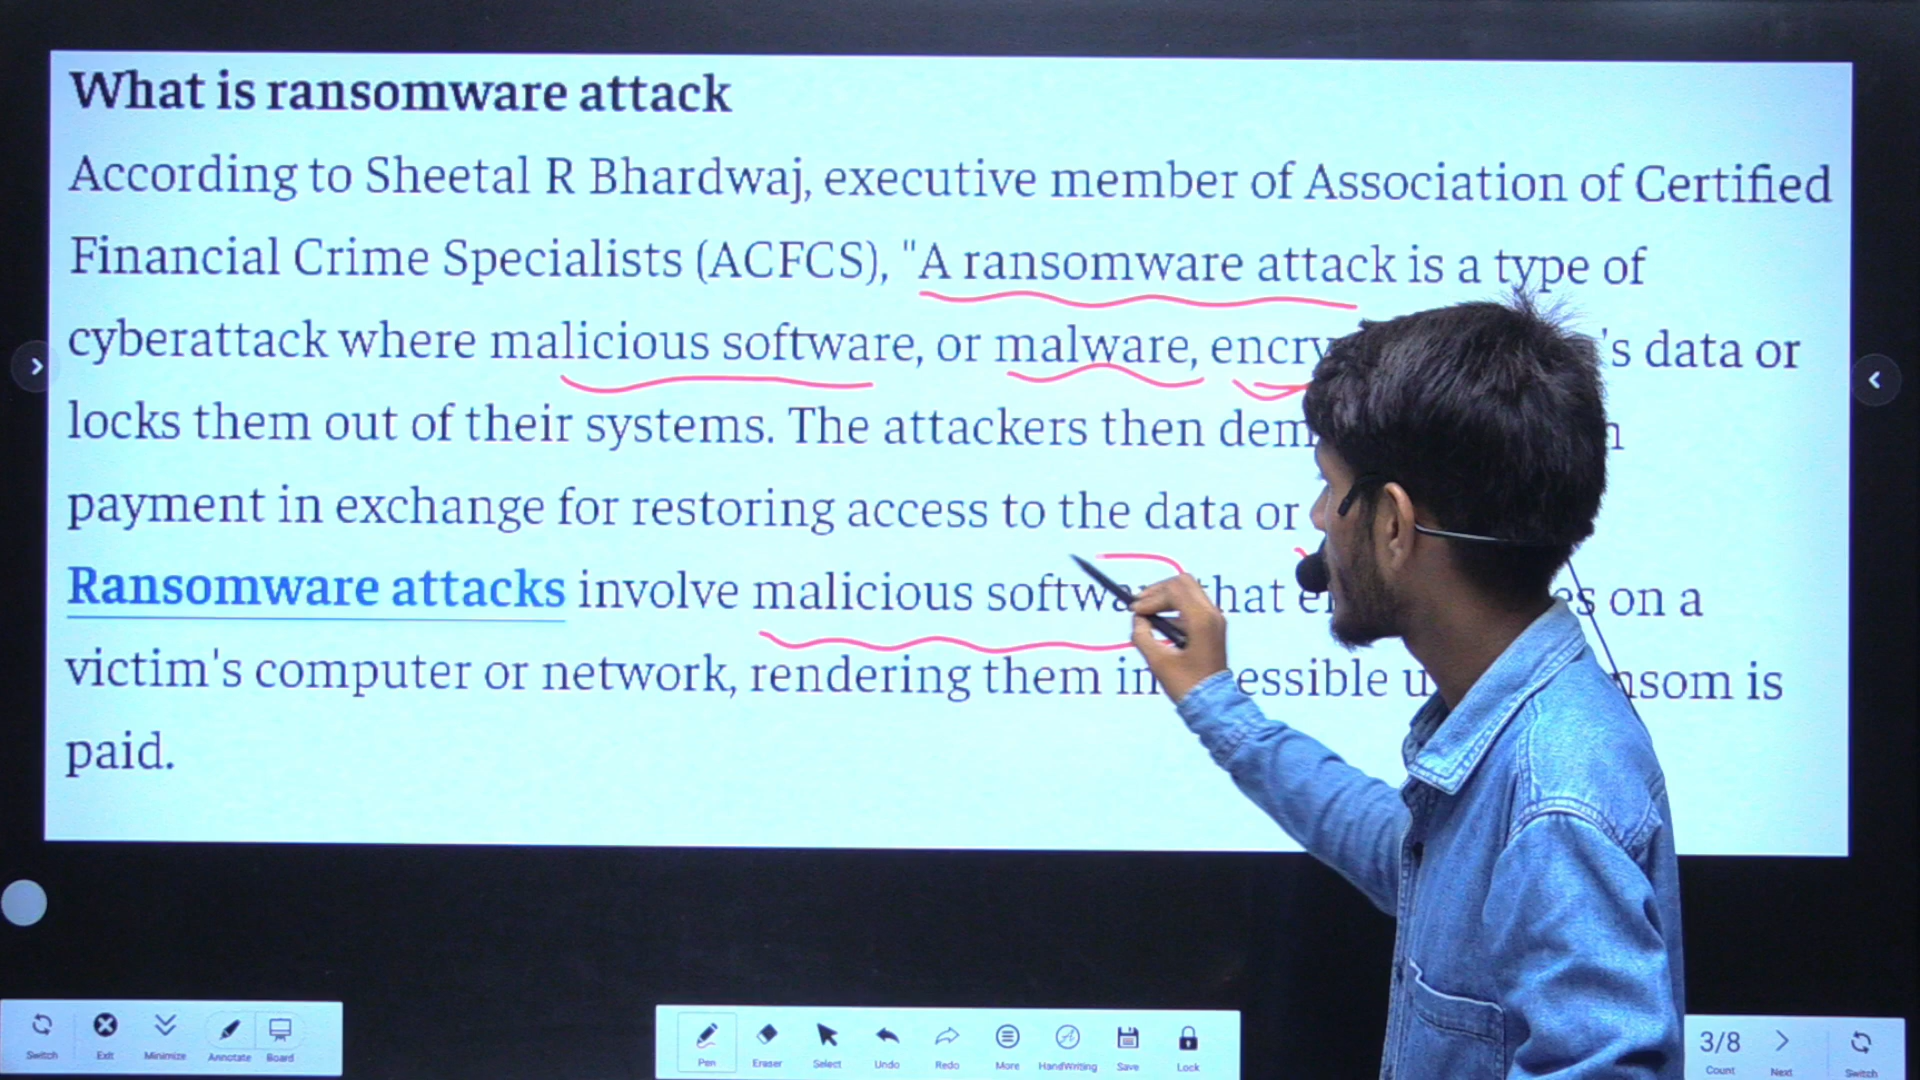 What is ransomware attack
According to Sheetal R Bhardwaj, executive member of Association of Certified
Financial Crime Specialists (ACFCS), "A ransomware attack is a type of
cyberattack where malicious software, or malware, 's data or
locks them out of their systems. The attackers then
payment in exchange for restoring access to the data or
Ransomware attacks involve malicious that on a
victim's computer or network, rendering them is
paid.
Switch Exit Minimize Annotate Board
Pen Eraser Select Undo Redo More HandWriting Save Lock
3/8
Count Next Switch